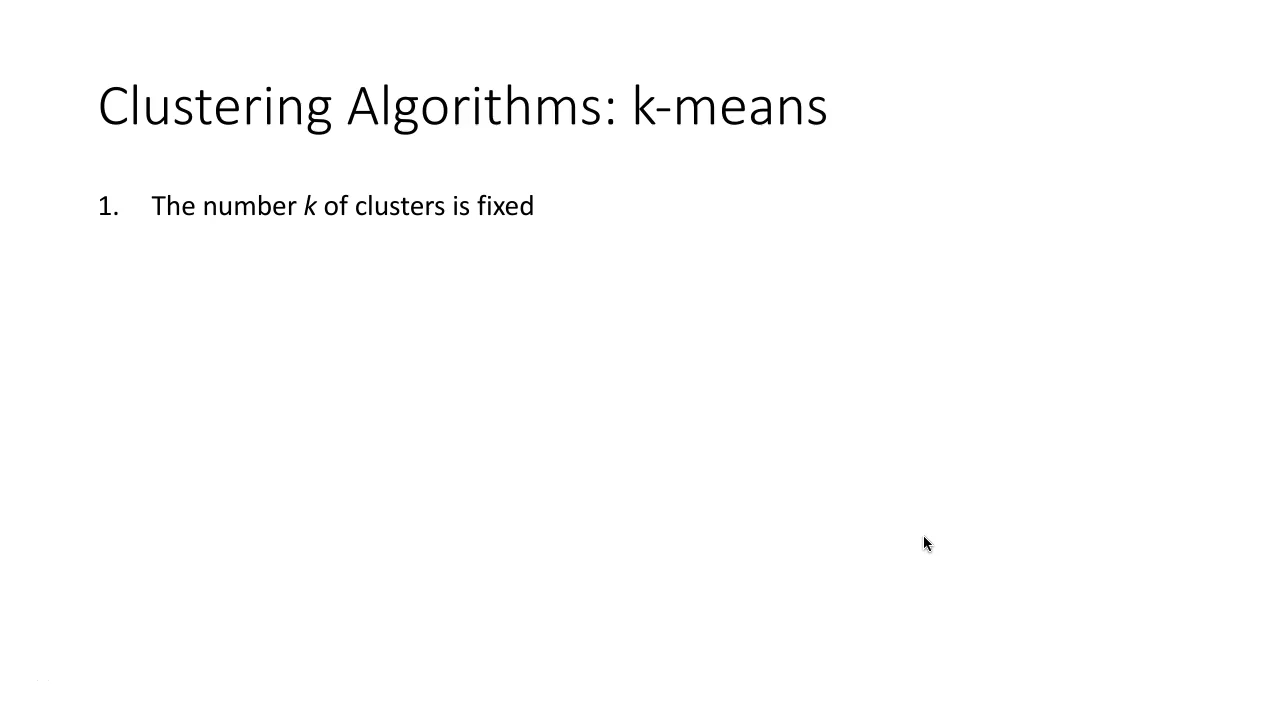 Clustering Algorithms: k-means
1. The number k of clusters is fixed